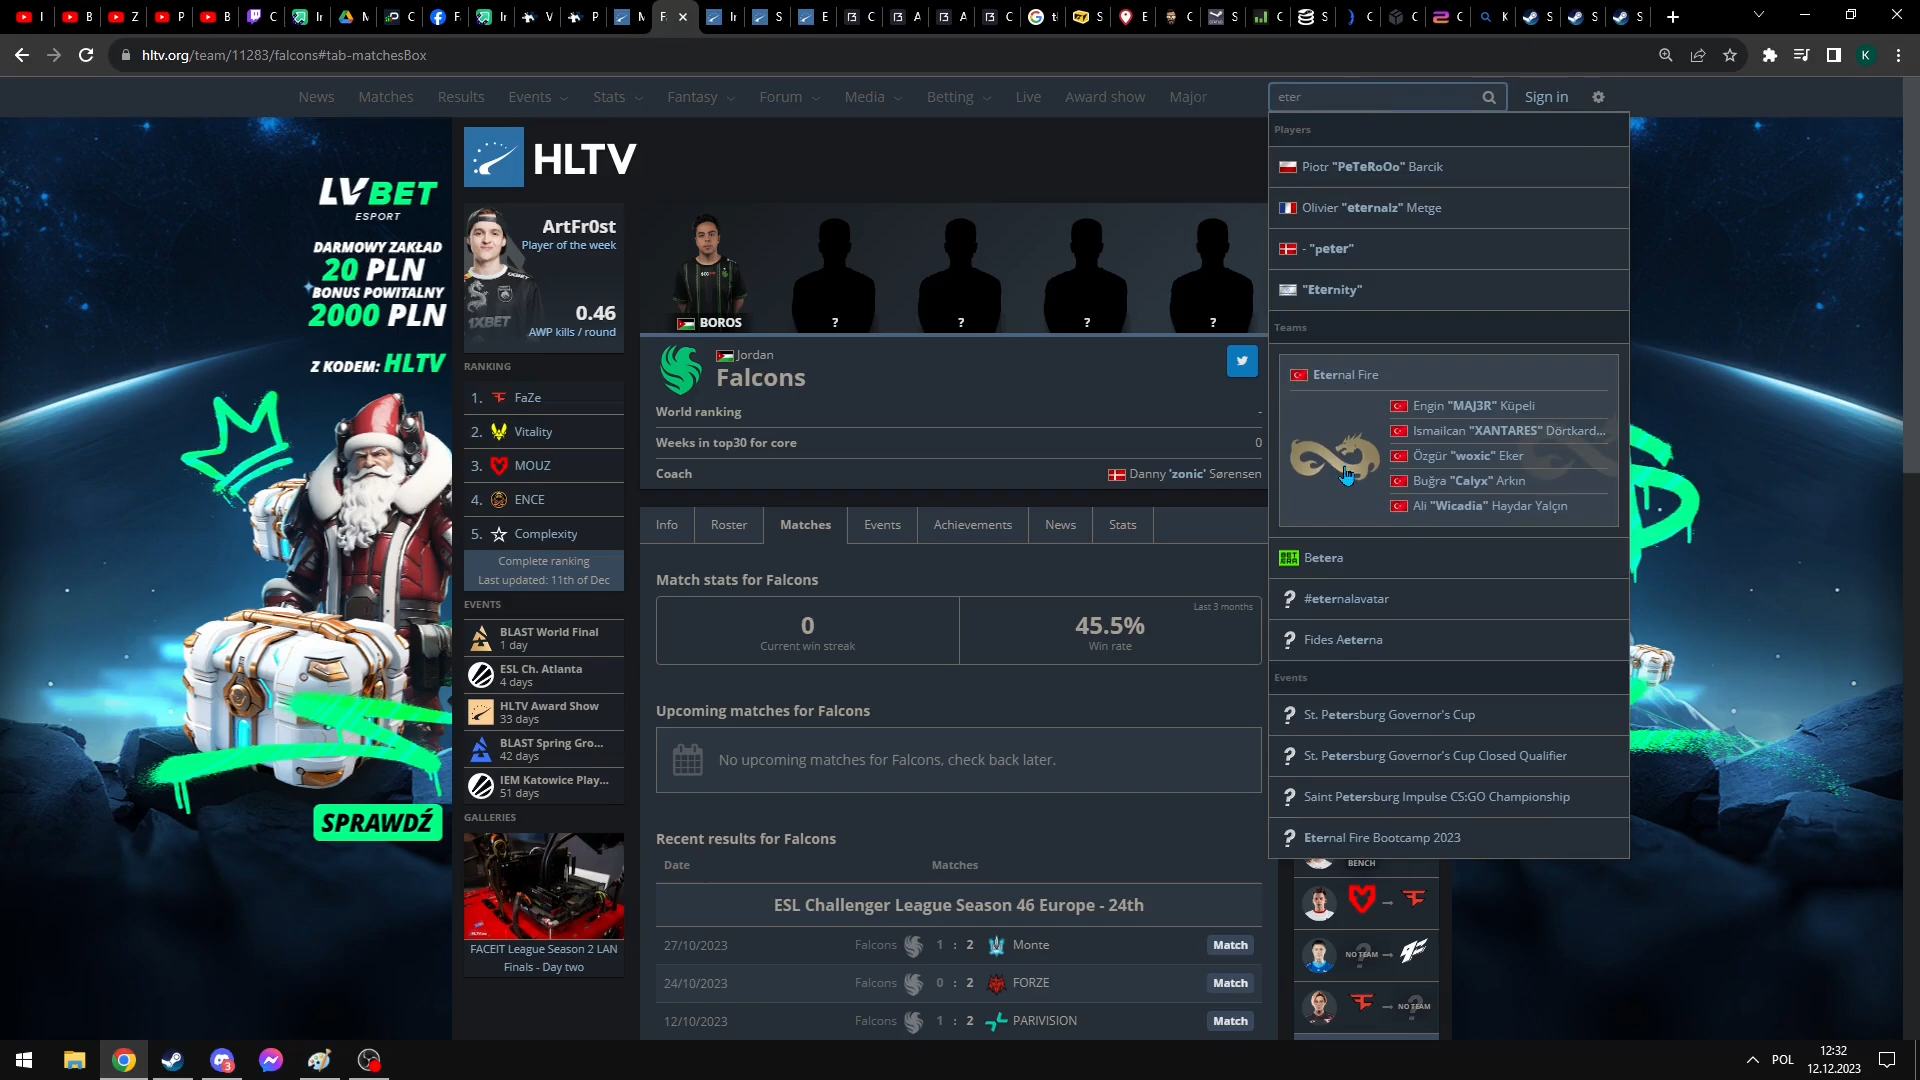 hltv.org/team/11283/falcons#tab-matchesBox
News Matches Results Events Stats Fantasy Forum Media Betting Live Award show Major
eter
Sign in
LVBET
ESPORT
DARMOWY ZAKŁAD
20 PLN
BONUS POWITALNY
2000 PLN
Z KODEM: HLTV
SPRAWDŹ
HLTV
ArtFr0st
Player of the week
0.46
AWP kills / round
1XBET
RANKING
1. FaZe
2. Vitality
3. MOUZ
4. ENCE
5. Complexity
Complete ranking
Last updated: 11th of Dec
EVENTS
BLAST World Final
1 day
ESL Ch. Atlanta
4 days
HLTV Award Show
33 days
BLAST Spring Gro...
42 days
IEM Katowice Play...
51 days
GALLERIES
FACEIT League Season 2 LAN
Finals - Day two
BOROS ? ? ? ?
Jordan
Falcons
World ranking -
Weeks in top30 for core 0
Coach Danny 'zonic' Sørensen
Info Roster Matches Events Achievements News Stats
Match stats for Falcons
Last 3 months
0 45.5%
Current win streak Win rate
Upcoming matches for Falcons
No upcoming matches for Falcons, check back later.
Recent results for Falcons
Date Matches
ESL Challenger League Season 46 Europe - 24th
27/10/2023 Falcons 1 : 2 Monte Match
24/10/2023 Falcons 0 : 2 FORZE Match
12/10/2023 Falcons 1 : 2 PARIVISION Match
Players
Piotr "PeTeRoOo" Barcik
Olivier "eternalz" Metge
- "peter"
"Eternity"
Teams
Eternal Fire
Engin "MAJ3R" Küpeli
Ismailcan "XANTARES" Dörtkard...
Özgür "woxic" Eker
Buğra "Calyx" Arkın
Ali "Wicadia" Haydar Yalçın
Betera
? #eternalavatar
? Fides Aeterna
Events
? St. Petersburg Governor's Cup
? St. Petersburg Governor's Cup Closed Qualifier
? Saint Petersburg Impulse CS:GO Championship
? Eternal Fire Bootcamp 2023
BENCH
NO TEAM
NO TEAM
POL
12:32
12.12.2023